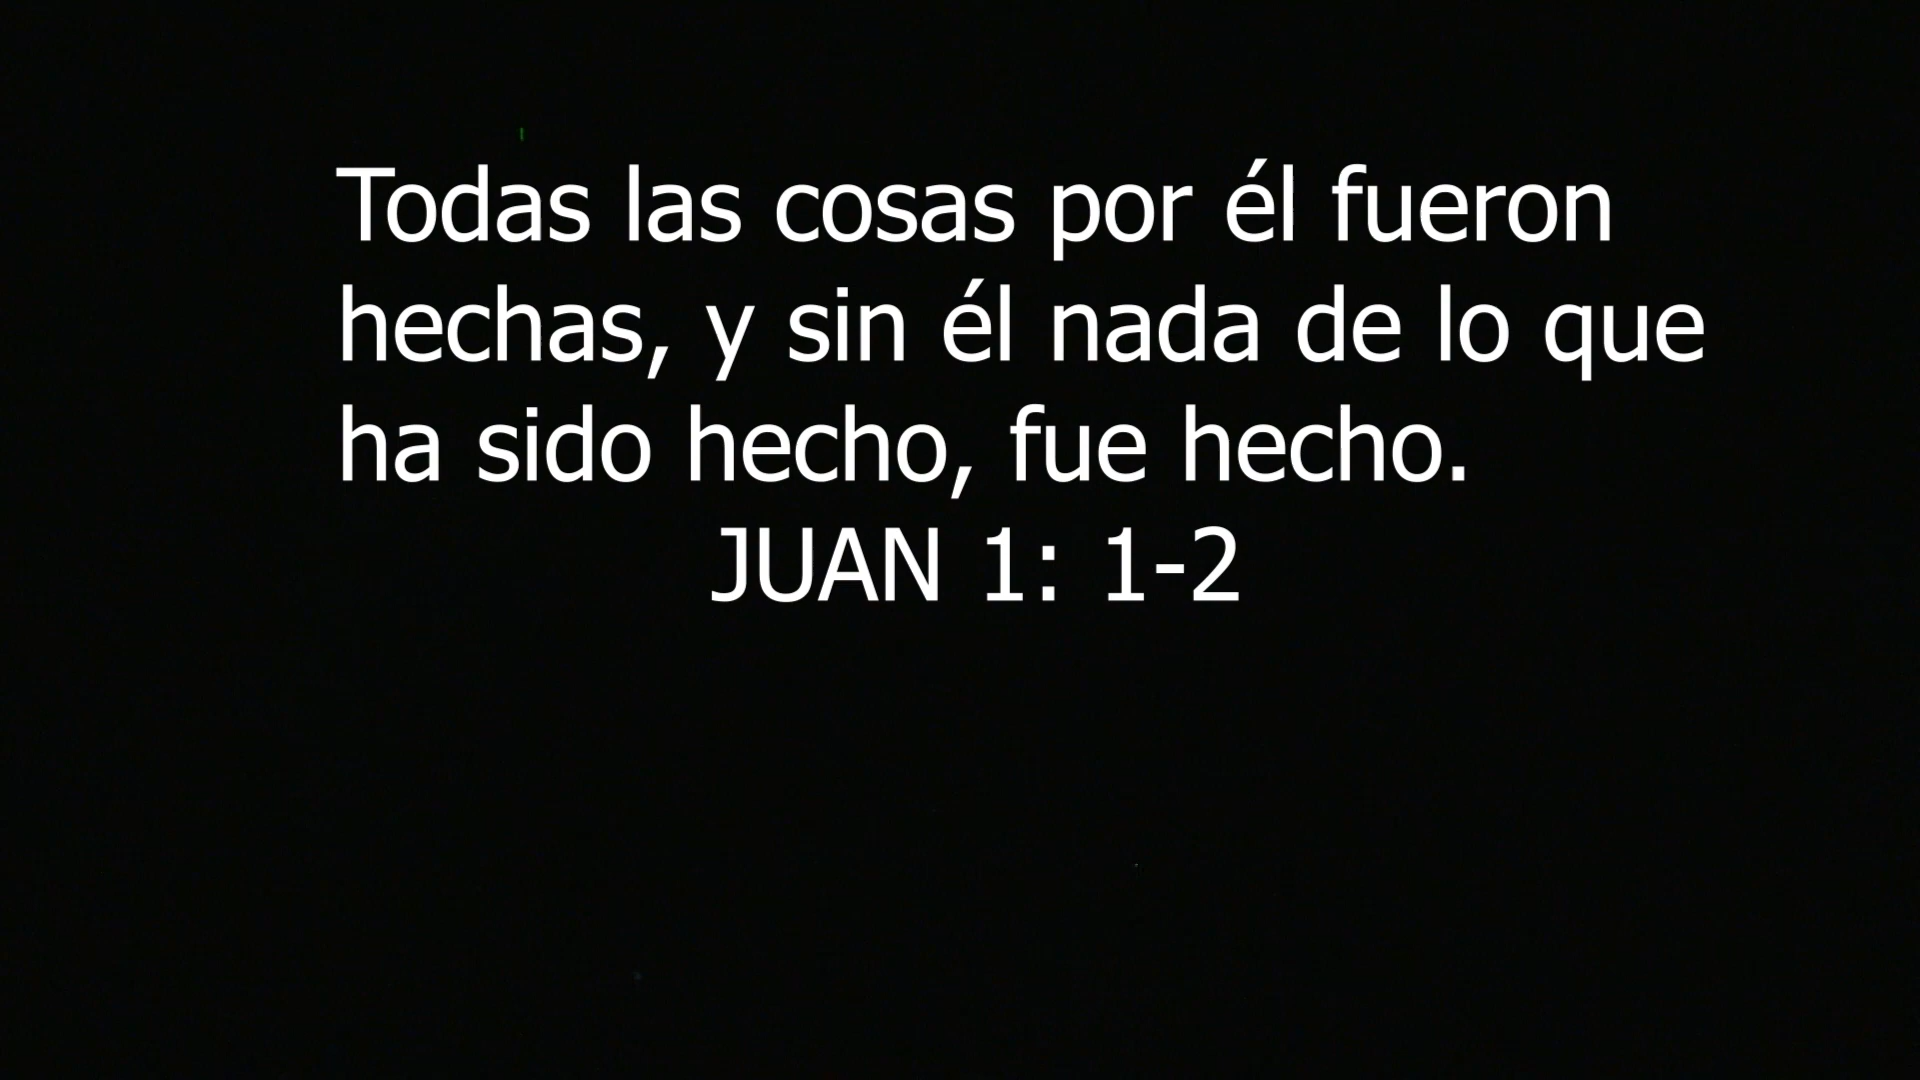 Todas las cosas por él fueron
hechas, y sin él nada de lo que
ha sido hecho, fue hecho.
JUAN 1: 1-2